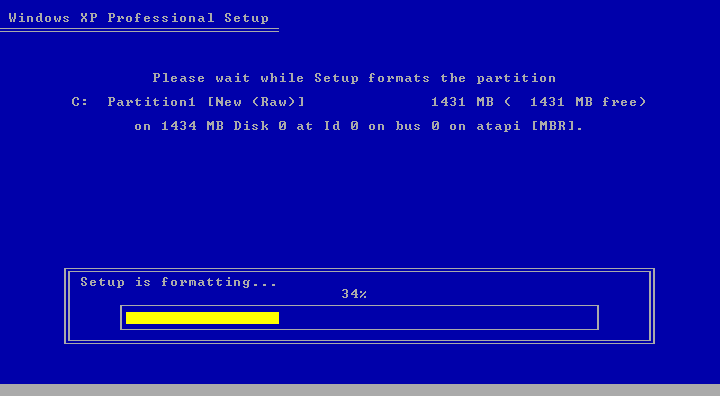 Windows XP Professional Setup
Please wait while Setup formats the partition
C:  Partition1 [New (Raw)]              1431 MB (  1431 MB free)
on 1434 MB Disk 0 at Id 0 on bus 0 on atapi [MBR].
Setup is formatting...
34%